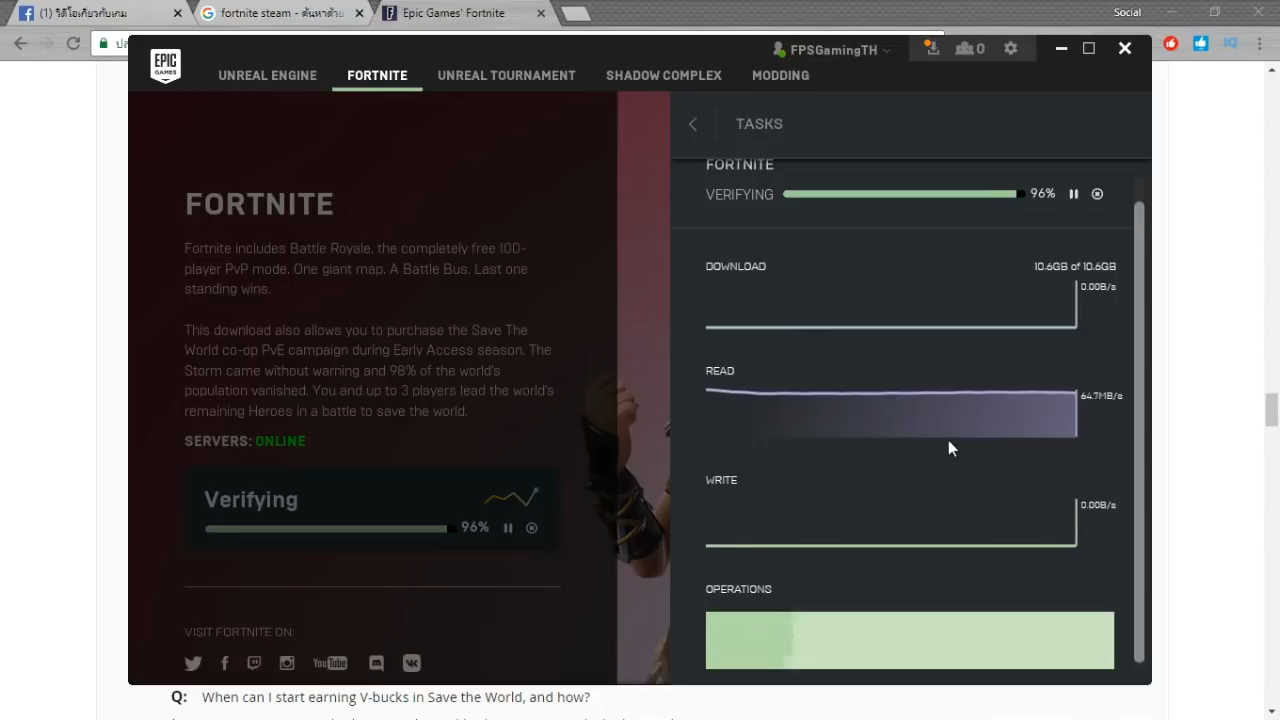 (1) วิดีโอเกี่ยวกับเกม
fortnite steam - ค้นหาด้วย
Epic Games' Fortnite
Social
EPIC
GAMES
FPSGamingTH
0
UNREAL ENGINE
FORTNITE
UNREAL TOURNAMENT
SHADOW COMPLEX
MODDING
FORTNITE
Fortnite includes Battle Royale, the completely free 100-
player PvP mode. One giant map. A Battle Bus. Last one
standing wins.
This download also allows you to purchase the Save The
World co-op PvE campaign during Early Access season. The
Storm came without warning and 98% of the world's
population vanished. You and up to 3 players lead the world's
remaining Heroes in a battle to save the world.
SERVERS: ONLINE
Verifying
96%
VISIT FORTNITE ON:
You Tube
TASKS
FORTNITE
VERIFYING 96%
DOWNLOAD 10.6GB of 10.6GB
0.00B/s
READ
64.7MB/s
WRITE
0.00B/s
OPERATIONS
Q: When can I start earning V-bucks in Save the World, and how?